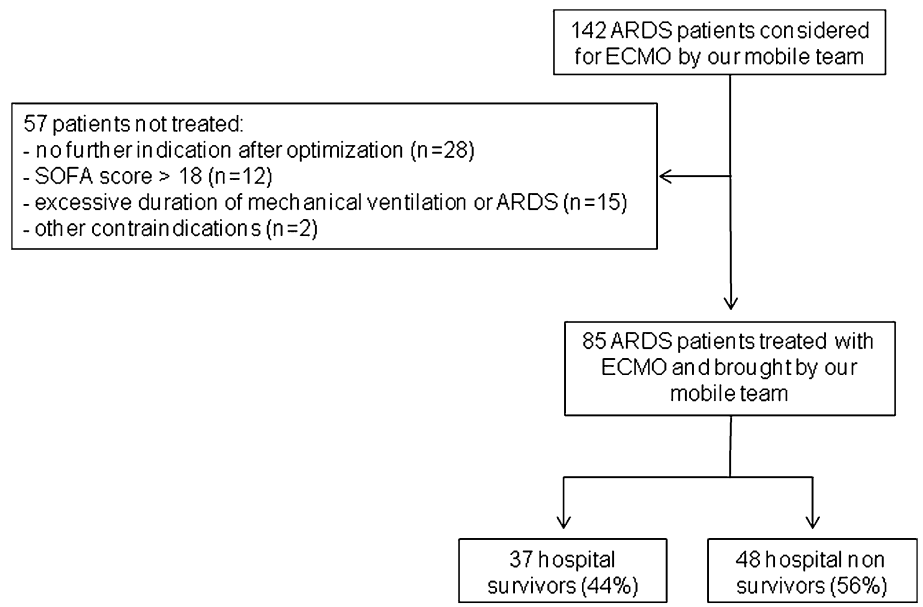 142 ARDS patients considered
for ECMO by our mobile team
57 patients not treated:
- no further indication after optimization (n=28)
- SOFA score > 18 (n=12)
- excessive duration of mechanical ventilation or ARDS (n=15)
- other contraindications (n=2)
85 ARDS patients treated with
ECMO and brought by our
mobile team
37 hospital
survivors (44%)
48 hospital non
survivors (56%)